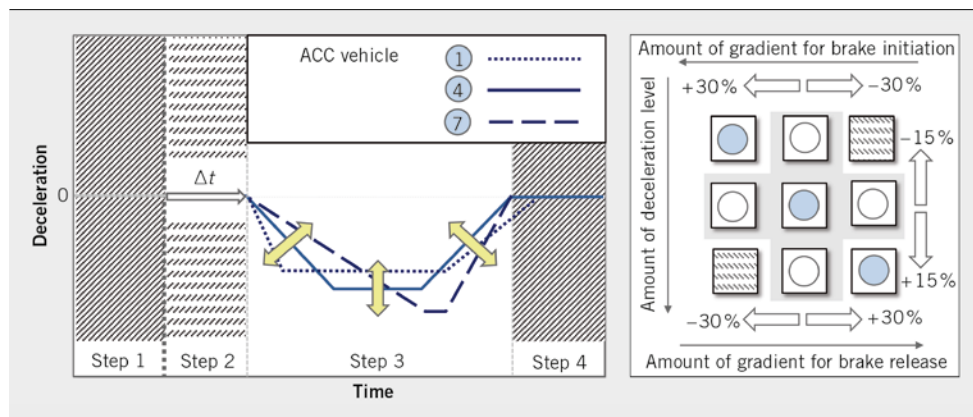 ACC vehicle
1
4
7
Δt
0
Deceleration
Step 1
Step 2
Step 3
Step 4
Time
Amount of gradient for brake initiation
+30%
−30%
Amount of deceleration level
−15%
+15%
−30%
+30%
Amount of gradient for brake release